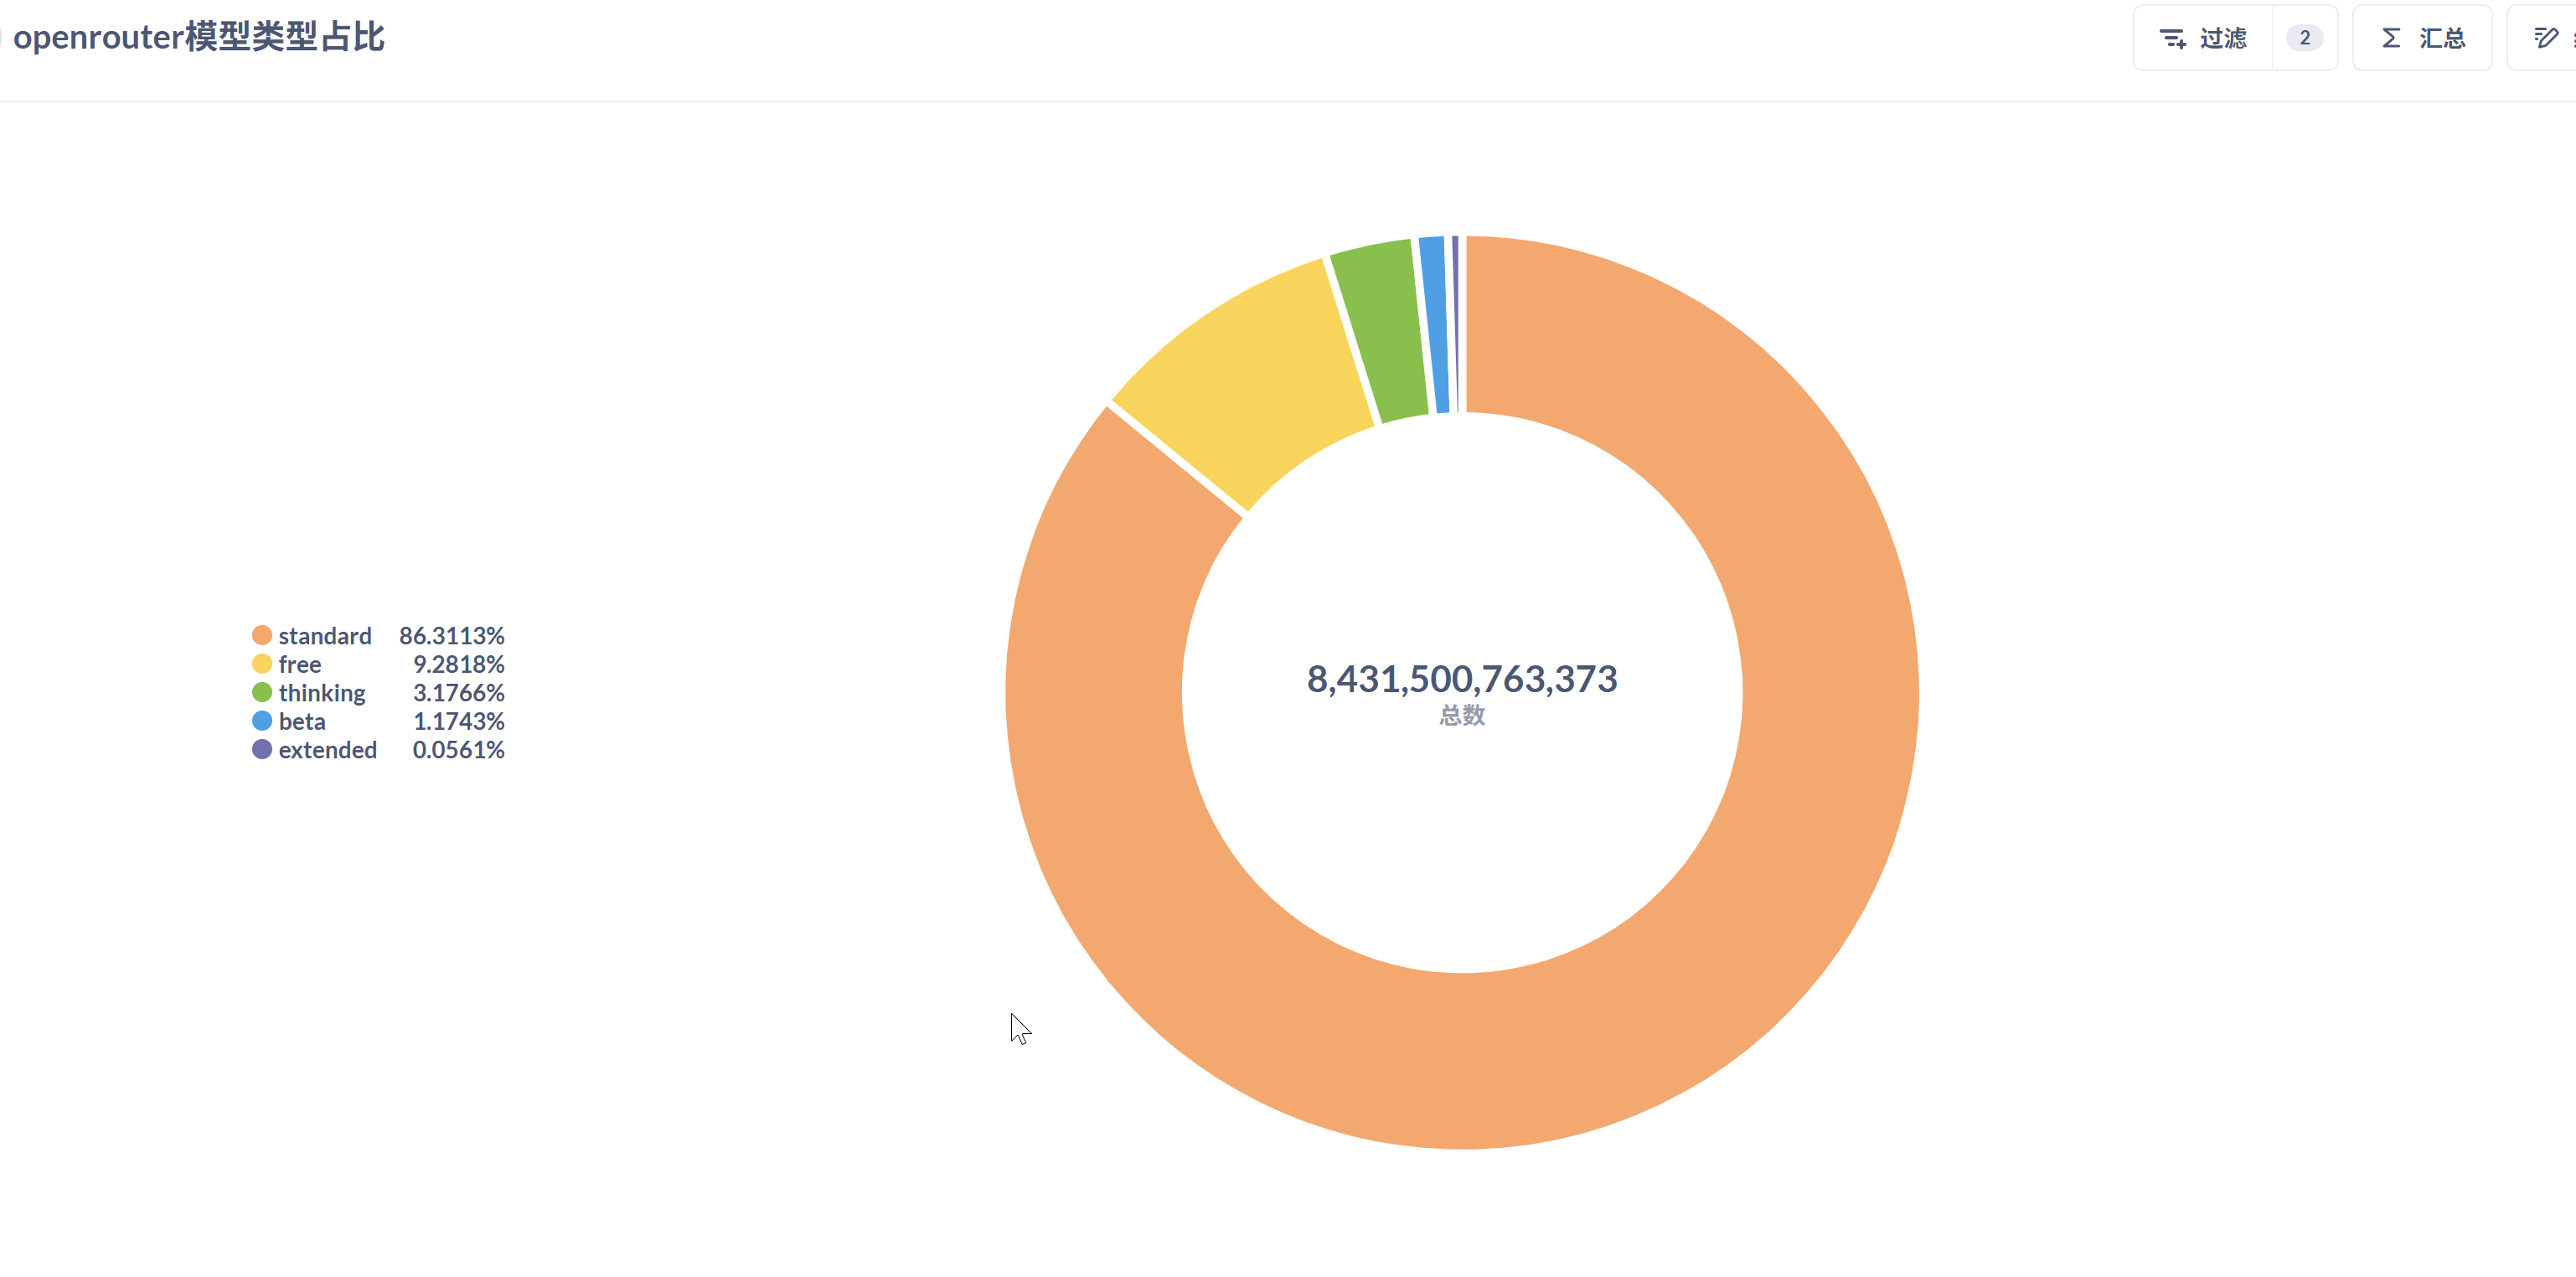 openrouter模型类型占比
过滤 2 汇总
standard 86.3113%
free 9.2818%
thinking 3.1766%
beta 1.1743%
extended 0.0561%
8,431,500,763,373
总数